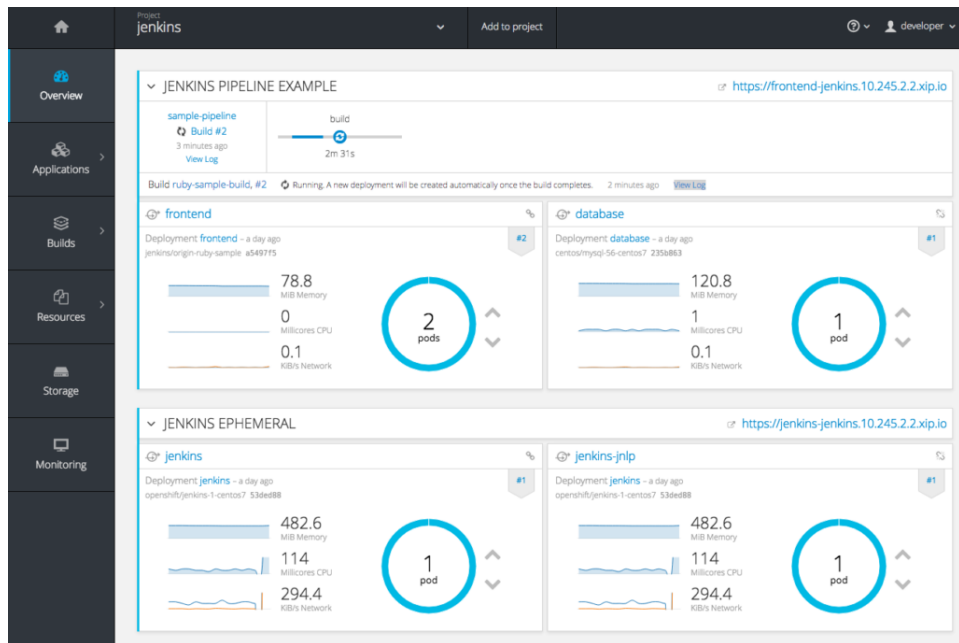 Project
jenkins
Add to project
developer
Overview
Applications
Builds
Resources
Storage
Monitoring
JENKINS PIPELINE EXAMPLE
https://frontend-jenkins.10.245.2.2.xip.io
sample-pipeline
Build #2
3 minutes ago
View Log
build
2m 31s
Build ruby-sample-build, #2 Running. A new deployment will be created automatically once the build completes. 2 minutes ago View Log
frontend
Deployment frontend – a day ago
#2
jenkins/origin-ruby-sample a5497f5
78.8
MiB Memory
0
Millicores CPU
0.1
KiB/s Network
2
pods
database
Deployment database – a day ago
#1
centos/mysql-56-centos7 235b863
120.8
MiB Memory
1
Millicores CPU
0.1
KiB/s Network
1
pod
JENKINS EPHEMERAL
https://jenkins-jenkins.10.245.2.2.xip.io
jenkins
Deployment jenkins – a day ago
#1
openshift/jenkins-1-centos7 53ded88
482.6
MiB Memory
114
Millicores CPU
294.4
KiB/s Network
1
pod
jenkins-jnlp
Deployment jenkins – a day ago
#1
openshift/jenkins-1-centos7 53ded88
482.6
MiB Memory
114
Millicores CPU
294.4
KiB/s Network
1
pod